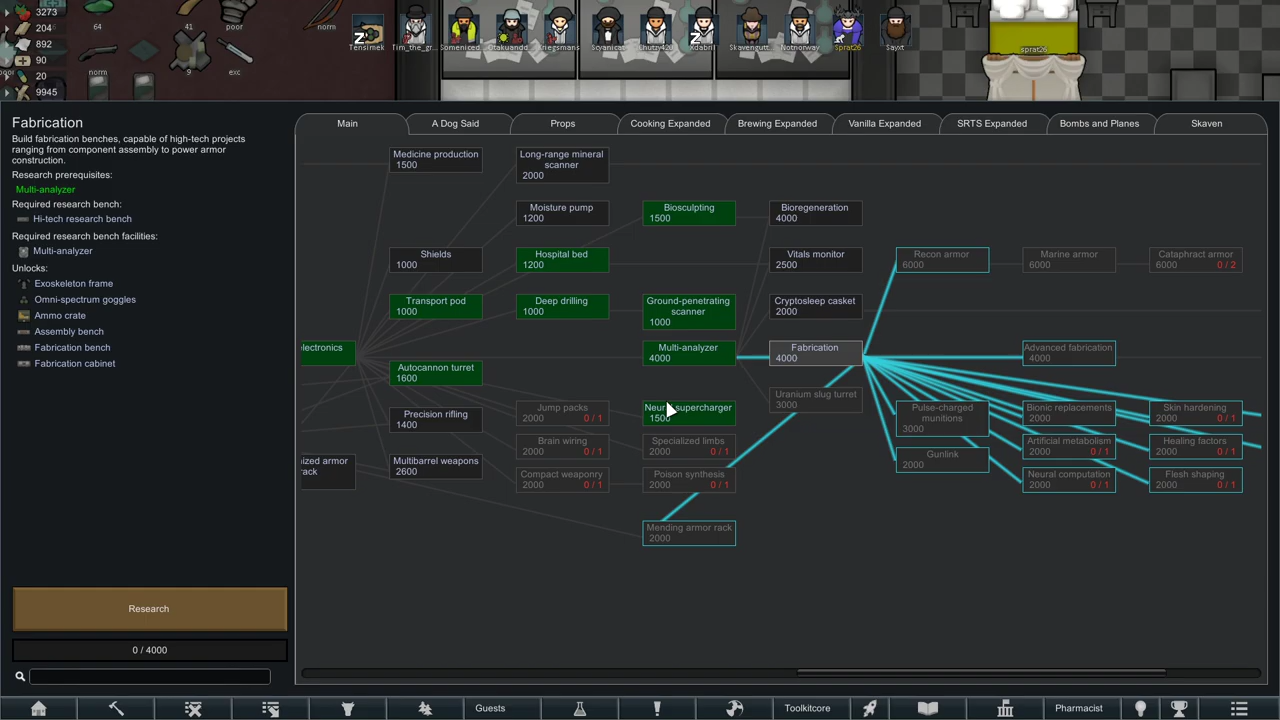 3273
204
892
90
20
9945
64
41
poor
norm
9
exc
norm
Tensimek
Tim_the_gr..
Someniced
Otakuandd
Kriegsmans
Scyanicat
Chutz420
Xdabril
Skavengutt..
Notnorway
Sprat26
Sayxt
sprat26
Fabrication
Build fabrication benches, capable of high-tech projects
ranging from component assembly to power armor
construction.
Research prerequisites:
Multi-analyzer
Required research bench:
Hi-tech research bench
Required research bench facilities:
Multi-analyzer
Unlocks:
Exoskeleton frame
Omni-spectrum goggles
Ammo crate
Assembly bench
Fabrication bench
Fabrication cabinet
Research
0 / 4000
Main
A Dog Said
Props
Cooking Expanded
Brewing Expanded
Vanilla Expanded
SRTS Expanded
Bombs and Planes
Skaven
Medicine production
1500
Long-range mineral
scanner
2000
Moisture pump
1200
Biosculpting
1500
Bioregeneration
4000
Shields
1000
Hospital bed
1200
Vitals monitor
2500
Recon armor
6000
Marine armor
6000
Cataphract armor
6000 0 / 2
Transport pod
1000
Deep drilling
1000
Ground-penetrating
scanner
1000
Cryptosleep casket
2000
lectronics
Multi-analyzer
4000
Fabrication
4000
Advanced fabrication
4000
Autocannon turret
1600
Uranium slug turret
3000
Precision rifling
1400
Jump packs
2000 0 / 1
Neural supercharger
1500
Pulse-charged
munitions
3000
Bionic replacements
2000
Skin hardening
2000 0 / 1
Brain wiring
2000 0 / 1
Specialized limbs
2000 0 / 1
Artificial metabolism
2000 0 / 1
Healing factors
2000 0 / 1
Gunlink
2000
ized armor
rack
Multibarrel weapons
2600
Compact weaponry
2000 0 / 1
Poison synthesis
2000 0 / 1
Neural computation
2000 0 / 1
Flesh shaping
2000 0 / 1
Mending armor rack
2000
Guests
Toolkitcore
Pharmacist